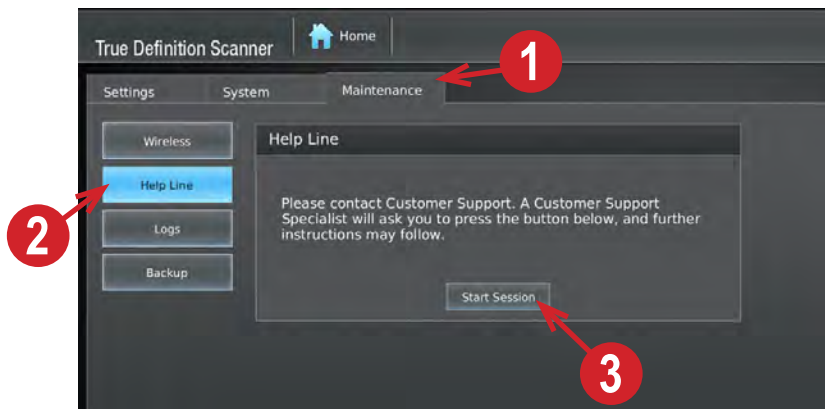 True Definition Scanner
Home
1
Settings
System
Maintenance
Wireless
Help Line
Help Line
2
Please contact Customer Support. A Customer Support
Specialist will ask you to press the button below, and further
instructions may follow.
Logs
Backup
Start Session
3